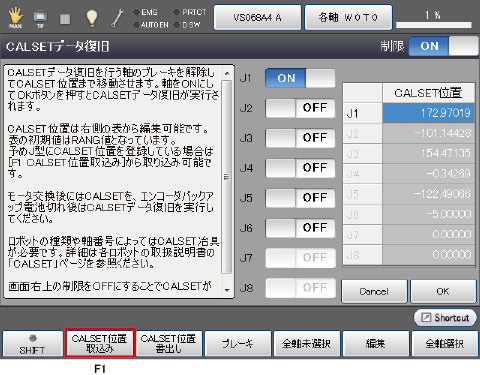 MAN
TP
EMG
AUTO EN
PRTCT
D SW
VS068A4 A
各軸 W0T0
1 %
CALSETデータ復旧
制限 ON
CALSETデータ復旧を行う軸のブレーキを解除し
てCALSET位置まで移動させます。軸をONにし
てOKボタンを押すとCALSETデータ復旧が実行さ
れます。
CALSET位置は右側の表から編集可能です。
表の初期値はRANG値となっています。
予めJ型にCALSET位置を登録している場合は
[F1 CALSET位置取込み]から取り込み可能で
す。
モータ交換後にはCALSETを、エンコーダバックア
ップ電池切れ後はCALSETデータ復旧を実行し
てください。
ロボットの種類や軸番号によってはCALSET冶具
が必要です。詳細は各ロボットの取扱説明書の
「CALSET」ページを参照ください。
画面右上の制限をOFFにすることでCALSETが
J1 ON
J2 OFF
J3 OFF
J4 OFF
J5 OFF
J6 OFF
J7 OFF
J8 OFF
CALSET位置
J1 172.97019
J2 -101.14428
J3 154.47135
J4 -0.34269
J5 -122.49066
J6 -5.00000
J7 0.00000
J8 0.00000
Cancel
OK
Shortcut
SHIFT
CALSET位置
取込み
CALSET位置
書出し
ブレーキ
全軸未選択
編集
全軸選択
F1